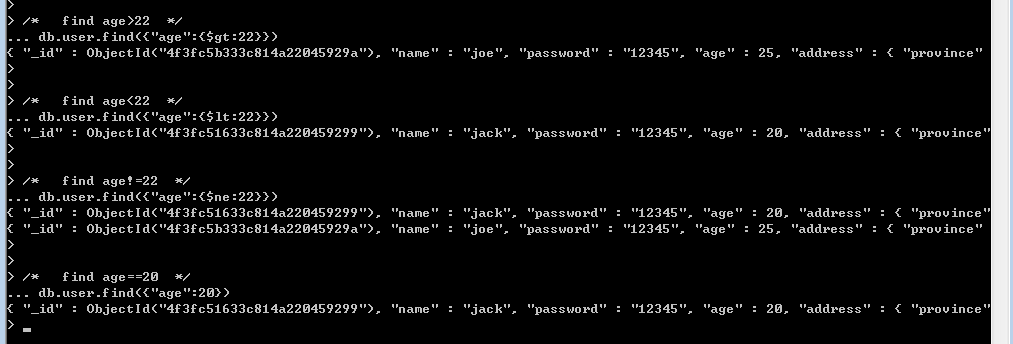 >
> /*   find age>22  */
... db.user.find({"age":{$gt:22}})
{ "_id" : ObjectId("4f3fc5b333c814a22045929a"), "name" : "joe", "password" : "12345", "age" : 25, "address" : { "province"
>
>
> /*   find age<22  */
... db.user.find({"age":{$lt:22}})
{ "_id" : ObjectId("4f3fc51633c814a220459299"), "name" : "jack", "password" : "12345", "age" : 20, "address" : { "province"
>
>
> /*   find age!=22  */
... db.user.find({"age":{$ne:22}})
{ "_id" : ObjectId("4f3fc51633c814a220459299"), "name" : "jack", "password" : "12345", "age" : 20, "address" : { "province"
{ "_id" : ObjectId("4f3fc5b333c814a22045929a"), "name" : "joe", "password" : "12345", "age" : 25, "address" : { "province"
>
>
> /*   find age==20  */
... db.user.find({"age":20})
{ "_id" : ObjectId("4f3fc51633c814a220459299"), "name" : "jack", "password" : "12345", "age" : 20, "address" : { "province"
> _